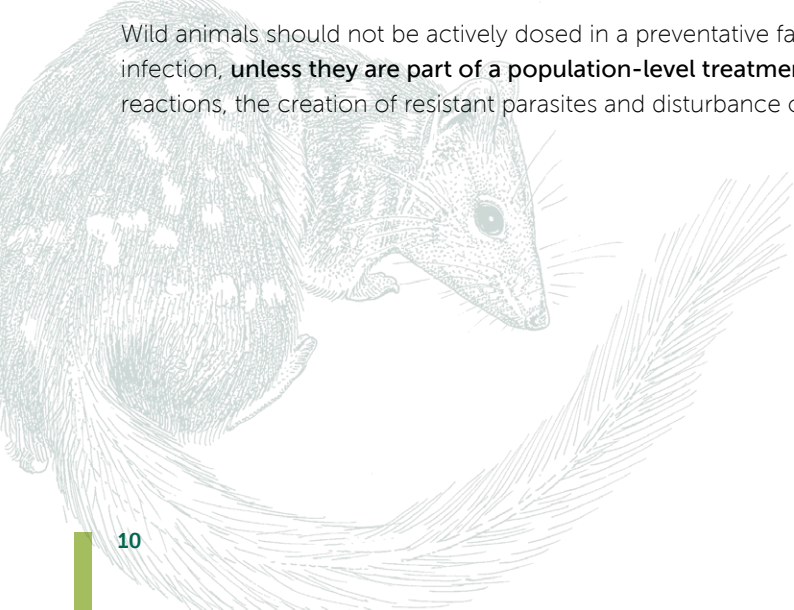 Wild animals should not be actively dosed in a preventative fa
infection, unless they are part of a population-level treatme
reactions, the creation of resistant parasites and disturbance
10